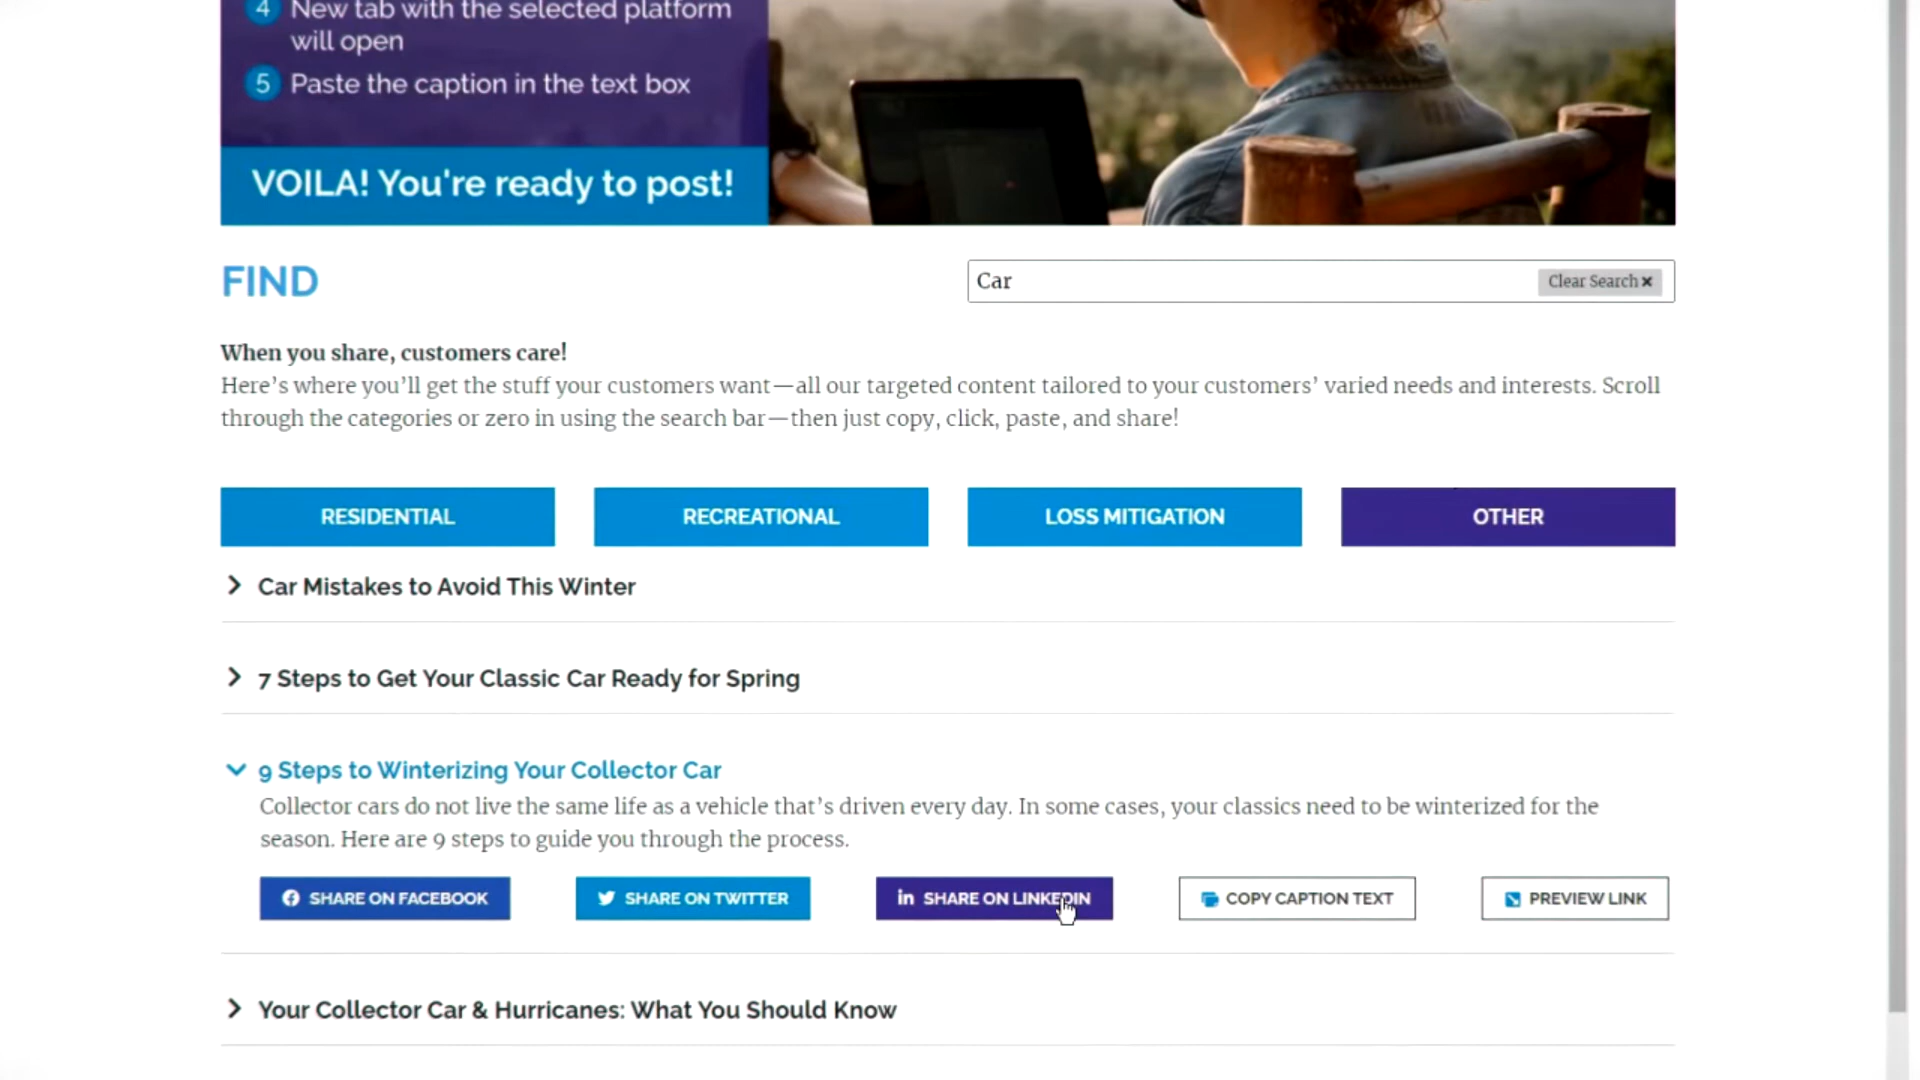 4 New tab with the selected platform
will open
5 Paste the caption in the text box
VOILA! You're ready to post!
FIND
Car
Clear Search ×
When you share, customers care!
Here's where you'll get the stuff your customers want—all our targeted content tailored to your customers' varied needs and interests. Scroll
through the categories or zero in using the search bar—then just copy, click, paste, and share!
RESIDENTIAL
RECREATIONAL
LOSS MITIGATION
OTHER
Car Mistakes to Avoid This Winter
7 Steps to Get Your Classic Car Ready for Spring
9 Steps to Winterizing Your Collector Car
Collector cars do not live the same life as a vehicle that's driven every day. In some cases, your classics need to be winterized for the
season. Here are 9 steps to guide you through the process.
SHARE ON FACEBOOK
SHARE ON TWITTER
in SHARE ON LINKEDIN
COPY CAPTION TEXT
PREVIEW LINK
Your Collector Car & Hurricanes: What You Should Know